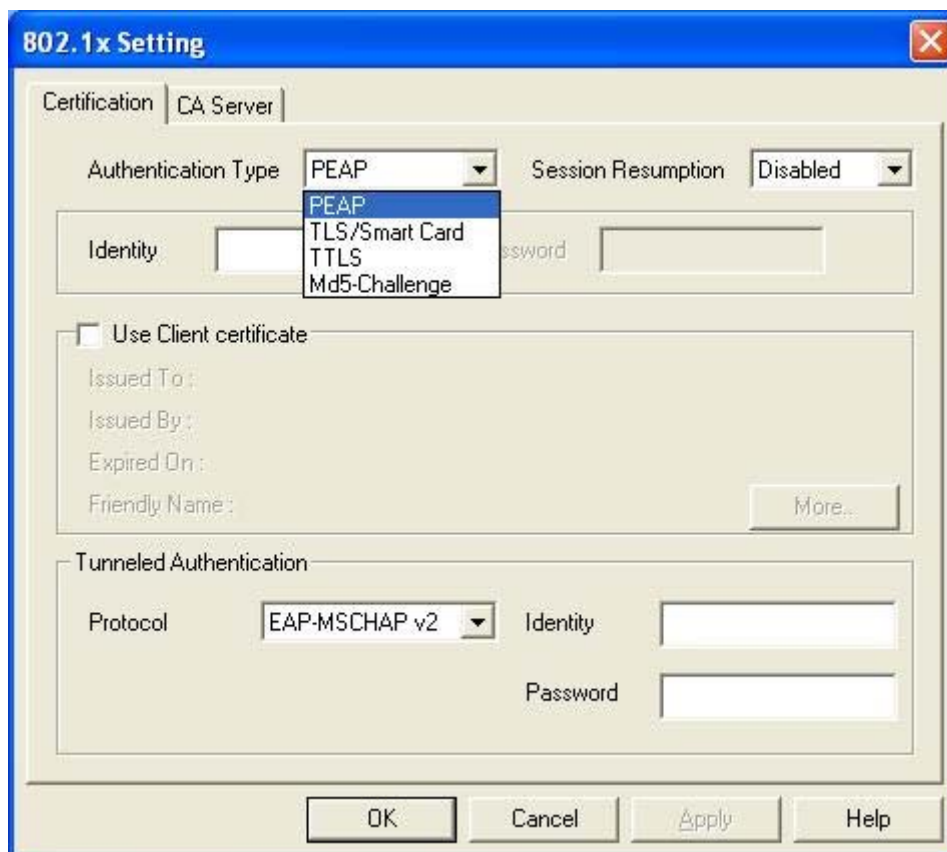 802.1x Setting
Certification CA Server
Authentication Type PEAP Session Resumption Disabled
PEAP
TLS/Smart Card
TTLS
Md5-Challenge
Identity ssword
Use Client certificate
Issued To :
Issued By :
Expired On :
Friendly Name :
More..
Tunneled Authentication
Protocol EAP-MSCHAP v2 Identity
Password
OK Cancel Apply Help